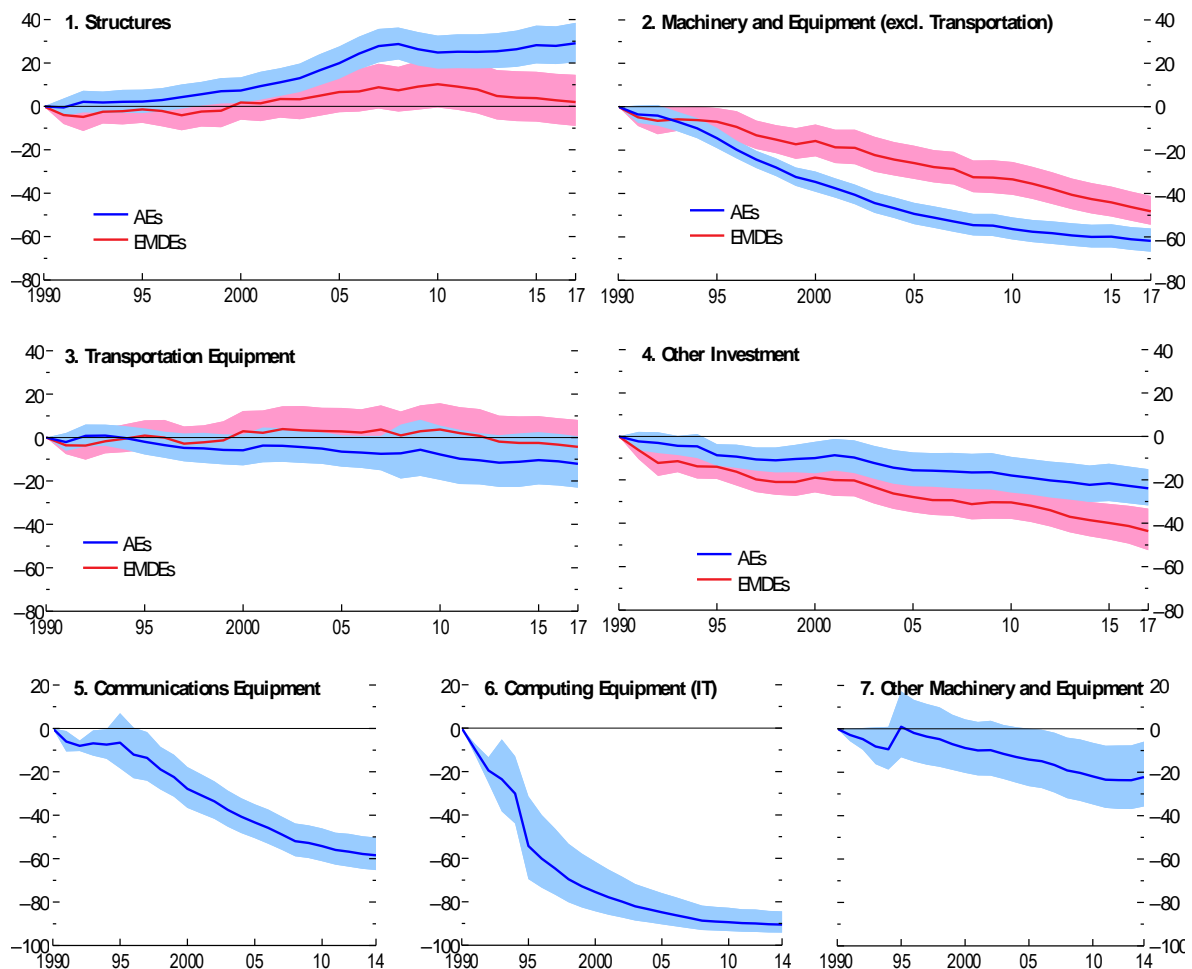 1. Structures
40
20
0
–20
–40
–60
–80
AEs
EMDEs
1990 95 2000 05 10 15 17
2. Machinery and Equipment (excl. Transportation)
40
20
0
–20
–40
–60
–80
AEs
EMDEs
1990 95 2000 05 10 15 17
3. Transportation Equipment
40
20
0
–20
–40
–60
–80
AEs
EMDEs
1990 95 2000 05 10 15 17
4. Other Investment
40
20
0
–20
–40
–60
–80
AEs
EMDEs
1990 95 2000 05 10 15 17
5. Communications Equipment
20
0
–20
–40
–60
–80
–100
1990 95 2000 05 10 14
6. Computing Equipment (IT)
20
0
–20
–40
–60
–80
–100
1990 95 2000 05 10 14
7. Other Machinery and Equipment
20
0
–20
–40
–60
–80
–100
1990 95 2000 05 10 14